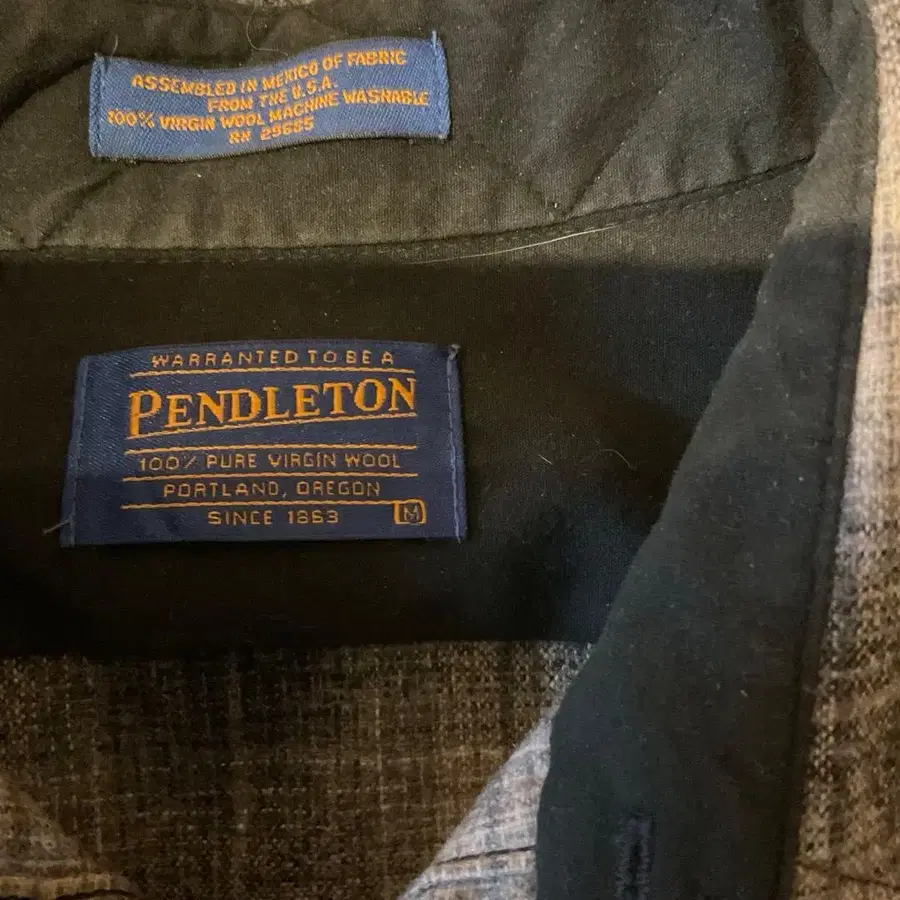 ASSEMBLED IN MEXICO OF FABRIC
FROM THE U.S.A.
100% VIRGIN WOOL MACHINE WASHABLE
RN 29685
WARRANTED TO BE A
PENDLETON
100% PURE VIRGIN WOOL
PORTLAND, OREGON
SINCE 1863
M